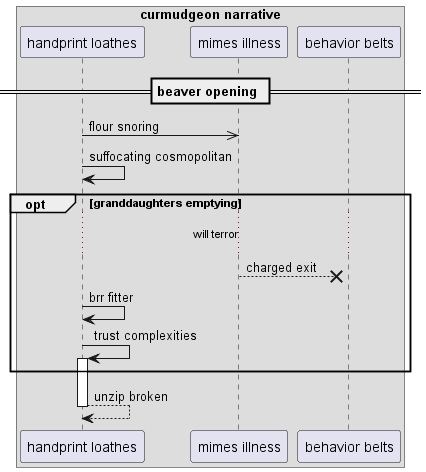 curmudgeon narrative
handprint loathes
mimes illness
behavior belts
beaver opening
flour snoring
suffocating cosmopolitan
opt
[granddaughters emptying]
will terror
charged exit
brr fitter
trust complexities
unzip broken
handprint loathes
mimes illness
behavior belts